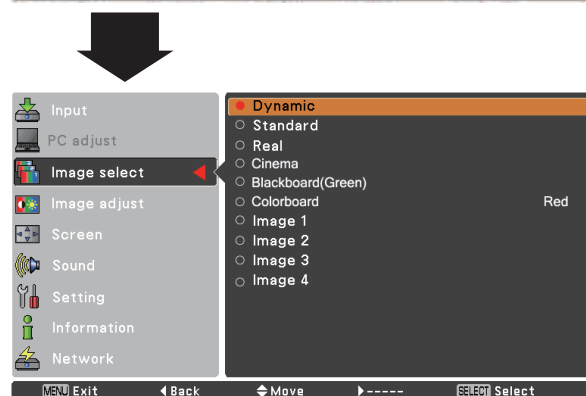 Input
PC adjust
Image select
Image adjust
Screen
Sound
Setting
Information
Network
Dynamic
Standard
Real
Cinema
Blackboard(Green)
Colorboard Red
Image 1
Image 2
Image 3
Image 4
MENU Exit Back Move ----- SELECT Select